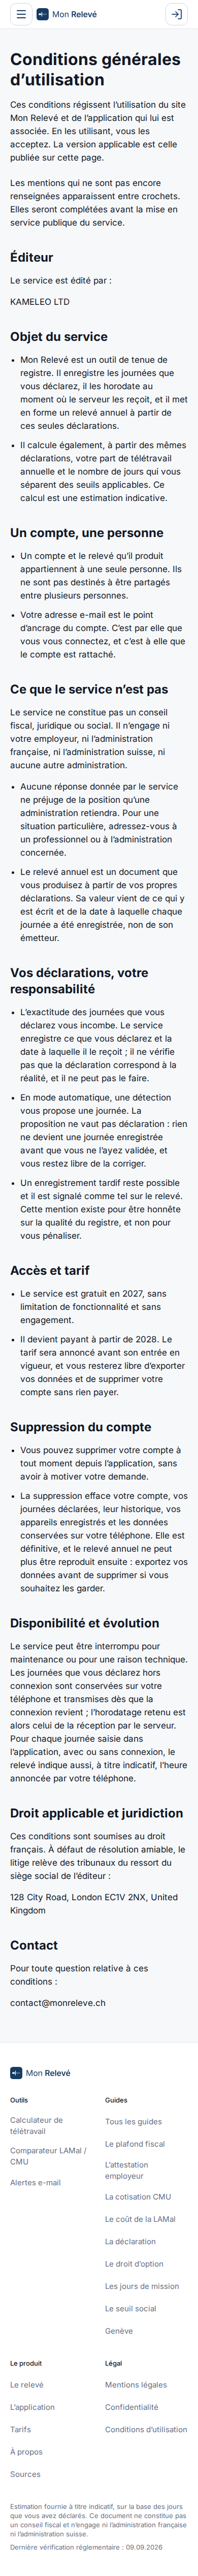 Mon Relevé
Conditions générales
d’utilisation
Ces conditions régissent l’utilisation du site
Mon Relevé et de l’application qui lui est
associée. En les utilisant, vous les
acceptez. La version applicable est celle
publiée sur cette page.
Les mentions qui ne sont pas encore
renseignées apparaissent entre crochets.
Elles seront complétées avant la mise en
service publique du service.
Éditeur
Le service est édité par :
KAMELEO LTD
Objet du service
• Mon Relevé est un outil de tenue de
registre. Il enregistre les journées que
vous déclarez, il les horodate au
moment où le serveur les reçoit, et il met
en forme un relevé annuel à partir de
ces seules déclarations.
• Il calcule également, à partir des mêmes
déclarations, votre part de télétravail
annuelle et le nombre de jours qui vous
séparent des seuils applicables. Ce
calcul est une estimation indicative.
Un compte, une personne
• Un compte et le relevé qu’il produit
appartiennent à une seule personne. Ils
ne sont pas destinés à être partagés
entre plusieurs personnes.
• Votre adresse e-mail est le point
d’ancrage du compte. C’est par elle que
vous vous connectez, et c’est à elle que
le compte est rattaché.
Ce que le service n’est pas
Le service ne constitue pas un conseil
fiscal, juridique ou social. Il n’engage ni
votre employeur, ni l’administration
française, ni l’administration suisse, ni
aucune autre administration.
• Aucune réponse donnée par le service
ne préjuge de la position qu’une
administration retiendra. Pour une
situation particulière, adressez-vous à
un professionnel ou à l’administration
concernée.
• Le relevé annuel est un document que
vous produisez à partir de vos propres
déclarations. Sa valeur vient de ce qui y
est écrit et de la date à laquelle chaque
journée a été enregistrée, non de son
émetteur.
Vos déclarations, votre
responsabilité
• L’exactitude des journées que vous
déclarez vous incombe. Le service
enregistre ce que vous déclarez et la
date à laquelle il le reçoit ; il ne vérifie
pas que la déclaration correspond à la
réalité, et il ne peut pas le faire.
• En mode automatique, une détection
vous propose une journée. La
proposition ne vaut pas déclaration : rien
ne devient une journée enregistrée
avant que vous ne l’ayez validée, et
vous restez libre de la corriger.
• Un enregistrement tardif reste possible
et il est signalé comme tel sur le relevé.
Cette mention existe pour être honnête
sur la qualité du registre, et non pour
vous pénaliser.
Accès et tarif
• Le service est gratuit en 2027, sans
limitation de fonctionnalité et sans
engagement.
• Il devient payant à partir de 2028. Le
tarif sera annoncé avant son entrée en
vigueur, et vous resterez libre d’exporter
vos données et de supprimer votre
compte sans rien payer.
Suppression du compte
• Vous pouvez supprimer votre compte à
tout moment depuis l’application, sans
avoir à motiver votre demande.
• La suppression efface votre compte, vos
journées déclarées, leur historique, vos
appareils enregistrés et les données
conservées sur votre téléphone. Elle est
définitive, et le relevé annuel ne peut
plus être reproduit ensuite : exportez vos
données avant de supprimer si vous
souhaitez les garder.
Disponibilité et évolution
Le service peut être interrompu pour
maintenance ou pour une raison technique.
Les journées que vous déclarez hors
connexion sont conservées sur votre
téléphone et transmises dès que la
connexion revient ; l’horodatage retenu est
alors celui de la réception par le serveur.
Pour chaque journée saisie dans
l’application, avec ou sans connexion, le
relevé indique aussi, à titre indicatif, l’heure
annoncée par votre téléphone.
Droit applicable et juridiction
Ces conditions sont soumises au droit
français. À défaut de résolution amiable, le
litige relève des tribunaux du ressort du
siège social de l’éditeur :
128 City Road, London EC1V 2NX, United
Kingdom
Contact
Pour toute question relative à ces
conditions :
contact@monreleve.ch
Mon Relevé
Outils
Calculateur de
télétravail
Comparateur LAMal /
CMU
Alertes e-mail
Guides
Tous les guides
Le plafond fiscal
L’attestation
employeur
La cotisation CMU
Le coût de la LAMal
La déclaration
Le droit d’option
Les jours de mission
Le seuil social
Genève
Le produit
Le relevé
L’application
Tarifs
À propos
Sources
Légal
Mentions légales
Confidentialité
Conditions d’utilisation
Estimation fournie à titre indicatif, sur la base des jours
que vous avez déclarés. Ce document ne constitue pas
un conseil fiscal et n’engage ni l’administration française
ni l’administration suisse.
Dernière vérification réglementaire : 09.09.2026